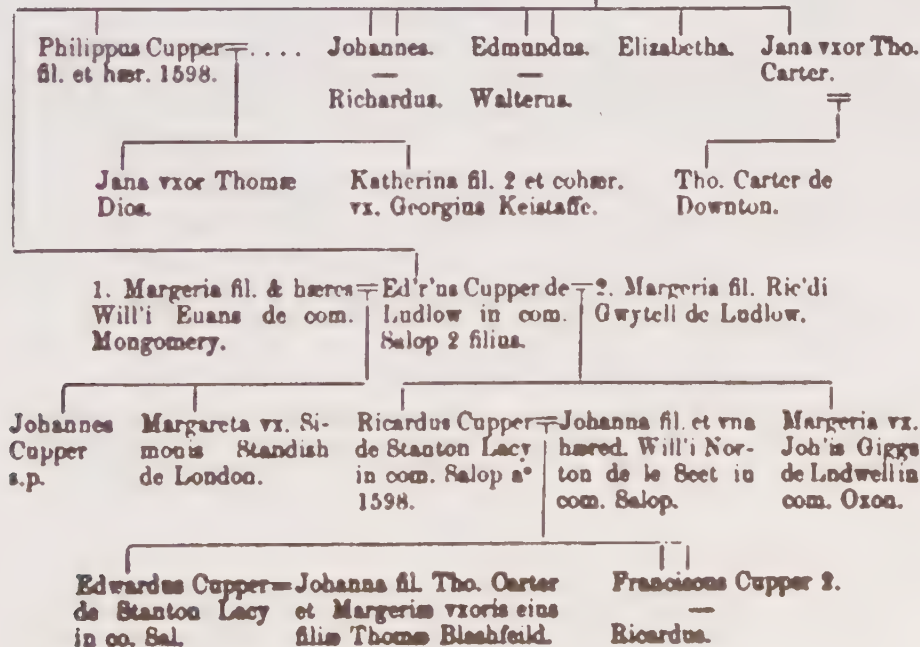 Philippus Cupper . . . .
fil. et hær. 1598.
Johannes.
—
Richardus.
Edmundus.
—
Walterus.
Elizabetha.
Jana vxor Tho.
Carter.
Jana vxor Thomæ
Dios.
Katherina fil. 2 et cohær.
vx. Georgius Keistaffe.
Tho. Carter de
Downton.
1. Margeria fil. & hæres
Will'i Euans de com.
Mongomery.
Ed'r'us Cupper de
Ludlow in com.
Salop 2 filius.
2. Margeria fil. Ric'di
Gwytell de Ludlow.
Johannes
Cupper
s.p.
Margareta vx. Si-
monis Standish
de London.
Ricardus Cupper
de Stanton Lacy
in com. Salop aº
1598.
Johanna fil. et vna
hæred. Will'i Nor-
ton de le Seet in
com. Salop.
Margeria vx.
Joh'is Giggs
de Ludwell in
com. Oxon.
Edwardus Cupper=
de Stanton Lacy
in co. Sal.
Johanna fil. Tho. Carter
et Margeriæ vxoris eius
filiæ Thomæ Blashfeild.
Franciscus Cupper 2.
—
Ricardus.